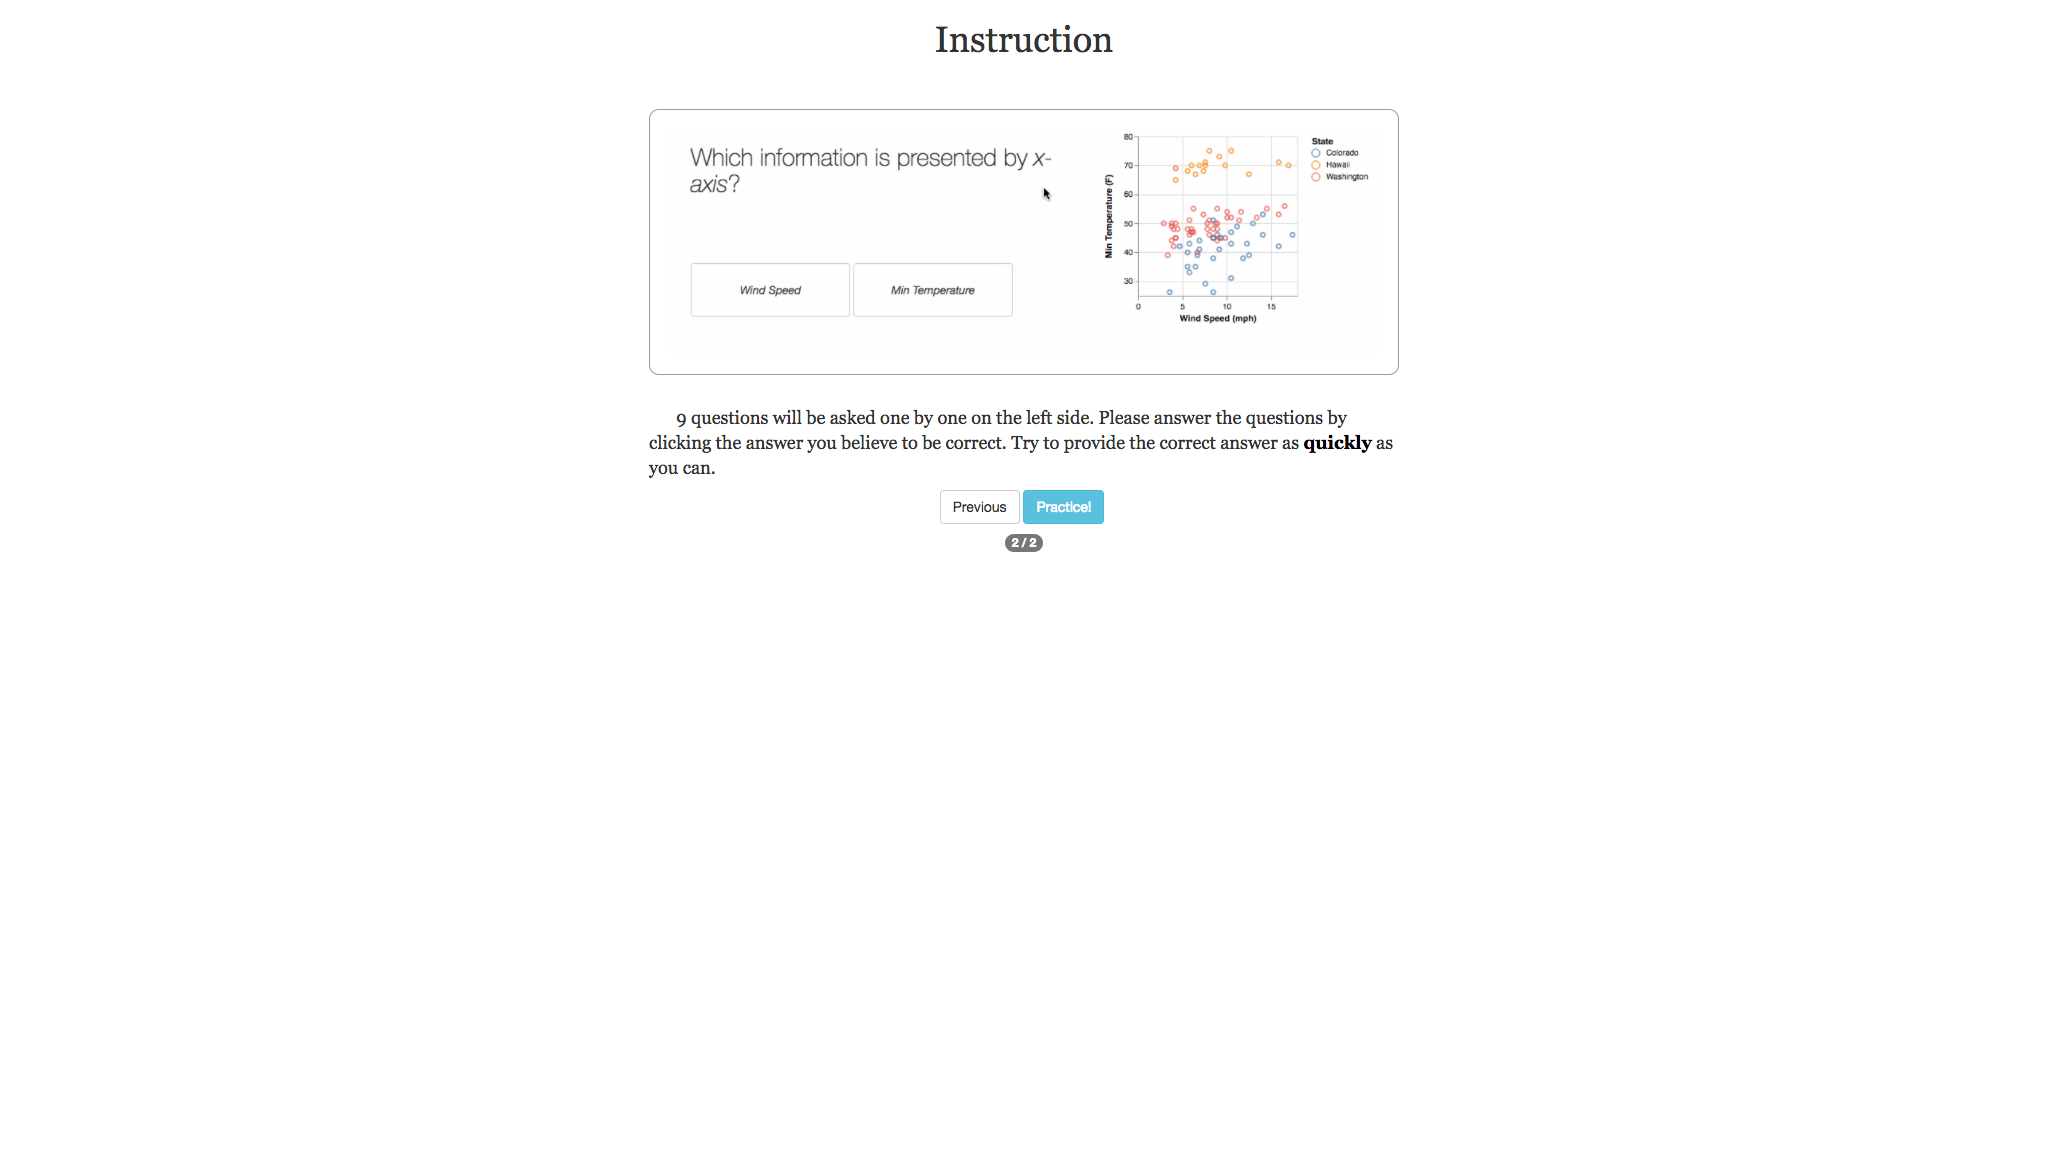 Instruction
Which information is presented by x-
axis?
Wind Speed
Min Temperature
80
70
60
50
40
30
Min Temperature (F)
0 5 10 15
Wind Speed (mph)
State
Colorado
Hawaii
Washington
9 questions will be asked one by one on the left side. Please answer the questions by
clicking the answer you believe to be correct. Try to provide the correct answer as quickly as
you can.
Previous
Practice!
2 / 2